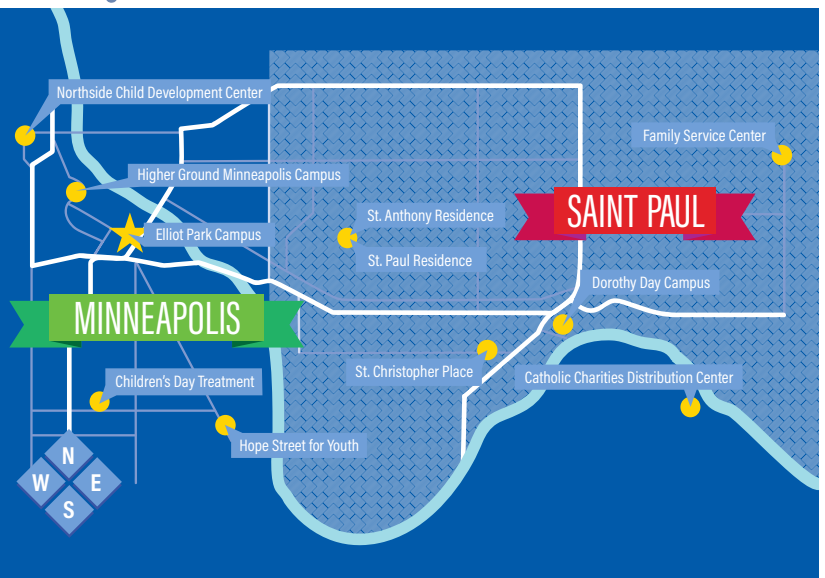 Northside Child Development Center
Family Service Center
Higher Ground Minneapolis Campus
St. Anthony Residence
SAINT PAUL
Elliot Park Campus
St. Paul Residence
Dorothy Day Campus
MINNEAPOLIS
St. Christopher Place
Children's Day Treatment
Catholic Charities Distribution Center
Hope Street for Youth
N
W E
S